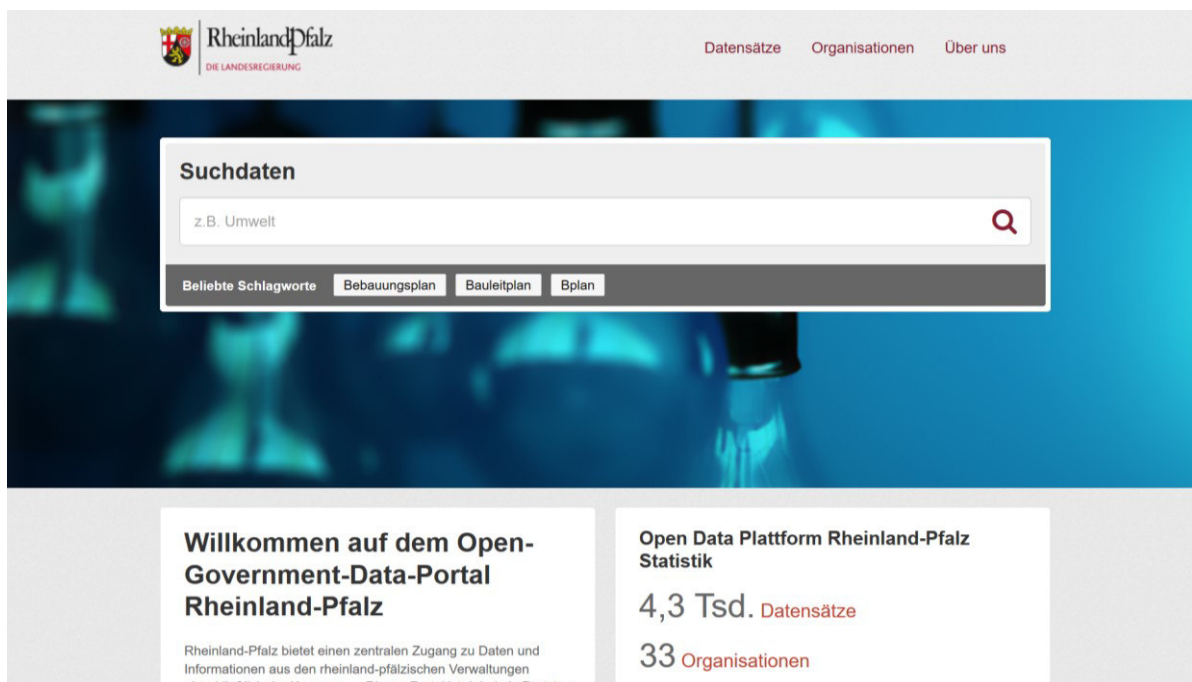 RheinlandPfalz
DIE LANDESREGIERUNG
Datensätze Organisationen Über uns
Suchdaten
z.B. Umwelt
Beliebte Schlagworte Bebauungsplan Bauleitplan Bplan
Willkommen auf dem Open-
Government-Data-Portal
Rheinland-Pfalz
Rheinland-Pfalz bietet einen zentralen Zugang zu Daten und
Informationen aus den rheinland-pfälzischen Verwaltungen
Open Data Plattform Rheinland-Pfalz
Statistik
4,3 Tsd. Datensätze
33 Organisationen